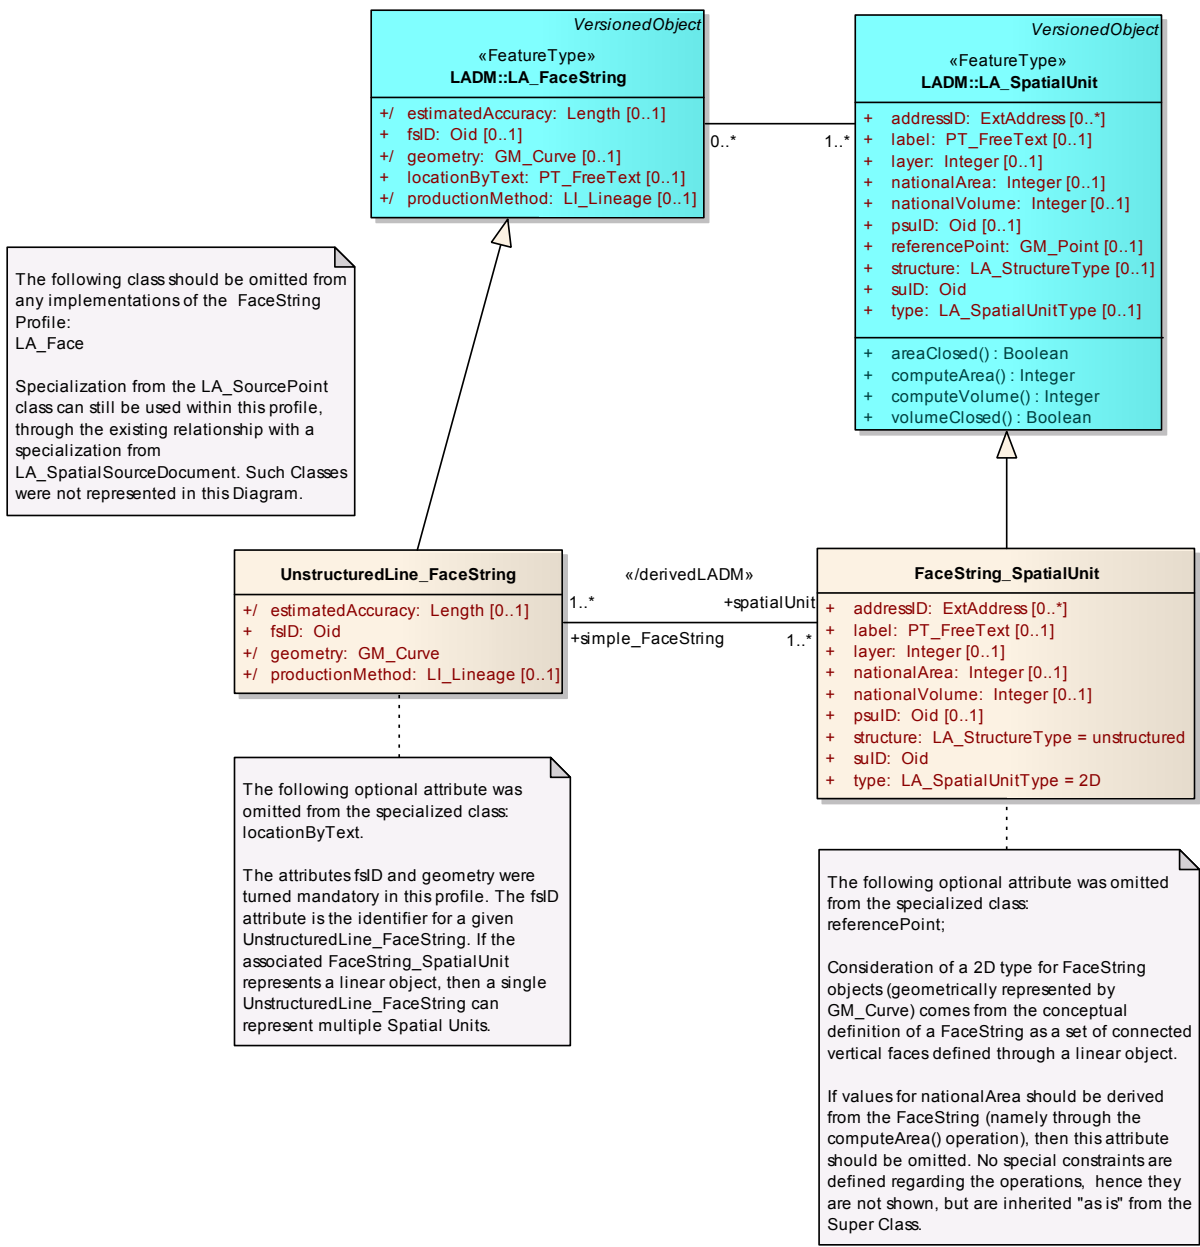 VersionedObject
«FeatureType»
LADM::LA_FaceString
+/ estimatedAccuracy: Length [0..1]
+ fsID: Oid [0..1]
+/ geometry: GM_Curve [0..1]
+ locationByText: PT_FreeText [0..1]
+/ productionMethod: LI_Lineage [0..1]
0..*
1..*
VersionedObject
«FeatureType»
LADM::LA_SpatialUnit
+ addressID: ExtAddress [0..*]
+ label: PT_FreeText [0..1]
+ layer: Integer [0..1]
+ nationalArea: Integer [0..1]
+ nationalVolume: Integer [0..1]
+ psuID: Oid [0..1]
+ referencePoint: GM_Point [0..1]
+ structure: LA_StructureType [0..1]
+ suID: Oid
+ type: LA_SpatialUnitType [0..1]
+ areaClosed() : Boolean
+ computeArea() : Integer
+ computeVolume() : Integer
+ volumeClosed() : Boolean
The following class should be omitted from
any implementations of the FaceString
Profile:
LA_Face
Specialization from the LA_SourcePoint
class can still be used within this profile,
through the existing relationship with a
specialization from
LA_SpatialSourceDocument. Such Classes
were not represented in this Diagram.
UnstructuredLine_FaceString
+/ estimatedAccuracy: Length [0..1]
+ fsID: Oid
+/ geometry: GM_Curve
+/ productionMethod: LI_Lineage [0..1]
«/derivedLADM»
1..*
+spatialUnit
+simple_FaceString
1..*
FaceString_SpatialUnit
+ addressID: ExtAddress [0..*]
+ label: PT_FreeText [0..1]
+ layer: Integer [0..1]
+ nationalArea: Integer [0..1]
+ nationalVolume: Integer [0..1]
+ psuID: Oid [0..1]
+ structure: LA_StructureType = unstructured
+ suID: Oid
+ type: LA_SpatialUnitType = 2D
The following optional attribute was
omitted from the specialized class:
locationByText.
The attributes fsID and geometry were
turned mandatory in this profile. The fsID
attribute is the identifier for a given
UnstructuredLine_FaceString. If the
associated FaceString_SpatialUnit
represents a linear object, then a single
UnstructuredLine_FaceString can
represent multiple Spatial Units.
The following optional attribute was omitted
from the specialized class:
referencePoint;
Consideration of a 2D type for FaceString
objects (geometrically represented by
GM_Curve) comes from the conceptual
definition of a FaceString as a set of connected
vertical faces defined through a linear object.
If values for nationalArea should be derived
from the FaceString (namely through the
computeArea() operation), then this attribute
should be omitted. No special constraints are
defined regarding the operations, hence they
are not shown, but are inherited "as is" from the
Super Class.